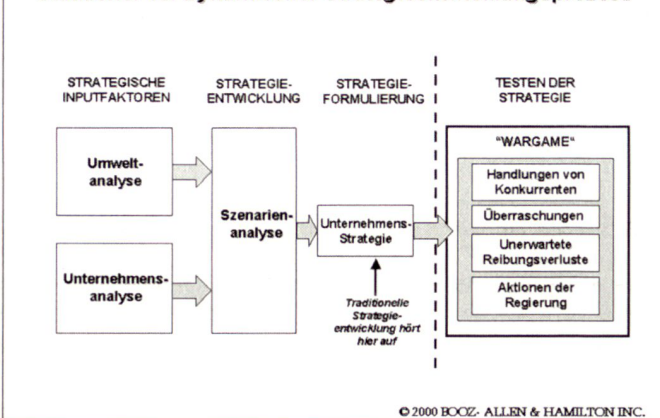 STRATEGISCHE
INPUTFAKTOREN
STRATEGIE-
ENTWICKLUNG
STRATEGIE-
FORMULIERUNG
TESTEN DER
STRATEGIE
Umwelt-
analyse
Unternehmens-
analyse
Szenarien-
analyse
Unternehmens-
Strategie
Traditionelle
Strategie-
entwicklung hört
hier auf
"WARGAME"
Handlungen von
Konkurrenten
Überraschungen
Unerwartete
Reibungsverluste
Aktionen der
Regierung
© 2000 BOOZ- ALLEN & HAMILTON INC.